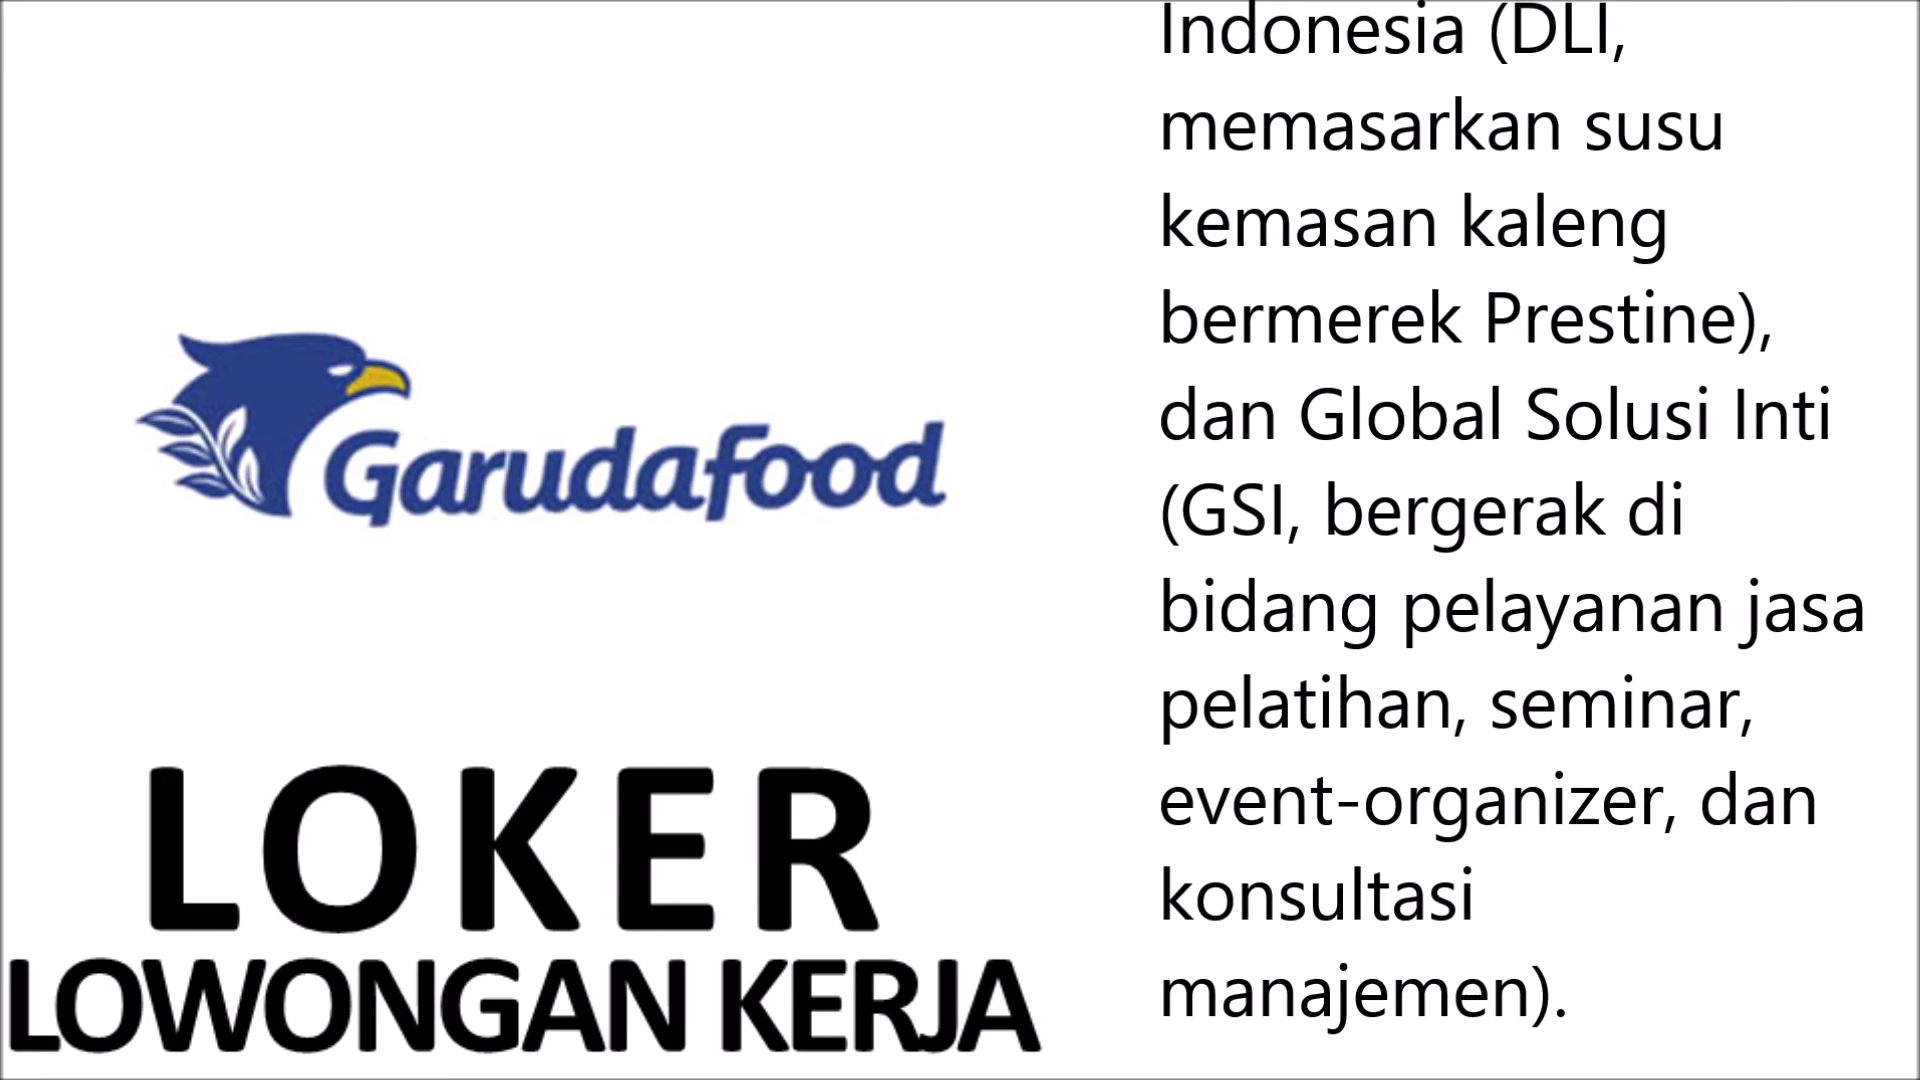 Garudafood
LOKER
LOWONGAN KERJA
Indonesia (DLI,
memasarkan susu
kemasan kaleng
bermerek Prestine),
dan Global Solusi Inti
(GSI, bergerak di
bidang pelayanan jasa
pelatihan, seminar,
event-organizer, dan
konsultasi
manajemen).